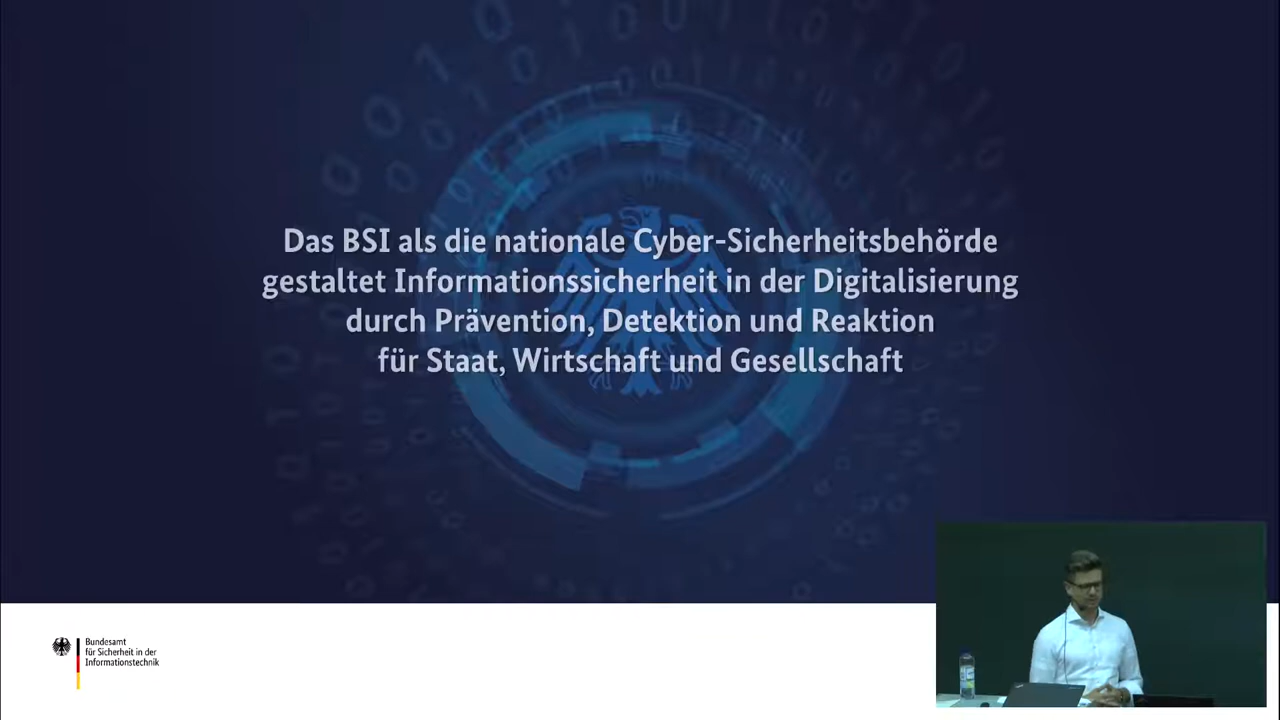 Das BSI als die nationale Cyber-Sicherheitsbehörde
gestaltet Informationssicherheit in der Digitalisierung
durch Prävention, Detektion und Reaktion
für Staat, Wirtschaft und Gesellschaft
Bundesamt
für Sicherheit in der
Informationstechnik